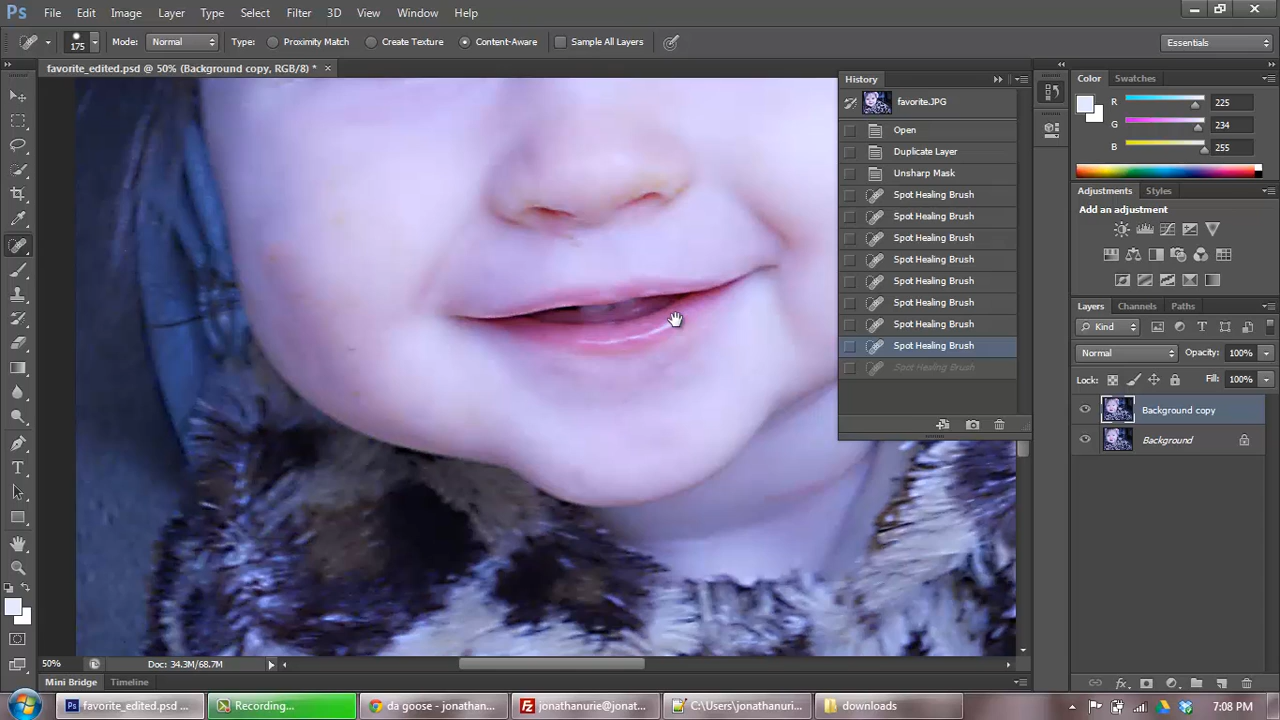 Ps File Edit Image Layer Type Select Filter 3D View Window Help
175 Mode: Normal Type: Proximity Match Create Texture Content-Aware Sample All Layers Essentials
favorite_edited.psd @ 50% (Background copy, RGB/8) * ×
History
favorite.JPG
Open
Duplicate Layer
Unsharp Mask
Spot Healing Brush
Spot Healing Brush
Spot Healing Brush
Spot Healing Brush
Spot Healing Brush
Spot Healing Brush
Spot Healing Brush
Spot Healing Brush
Spot Healing Brush
Color Swatches
R 225
G 234
B 255
Adjustments Styles
Add an adjustment
Layers Channels Paths
Kind
Normal Opacity: 100%
Lock: Fill: 100%
Background copy
Background
50% Doc: 34.3M/68.7M
Mini Bridge Timeline
favorite_edited.psd ... Recording... da goose - jonathan... jonathanurie@jonat... C:\Users\jonathanuri... downloads 7:08 PM